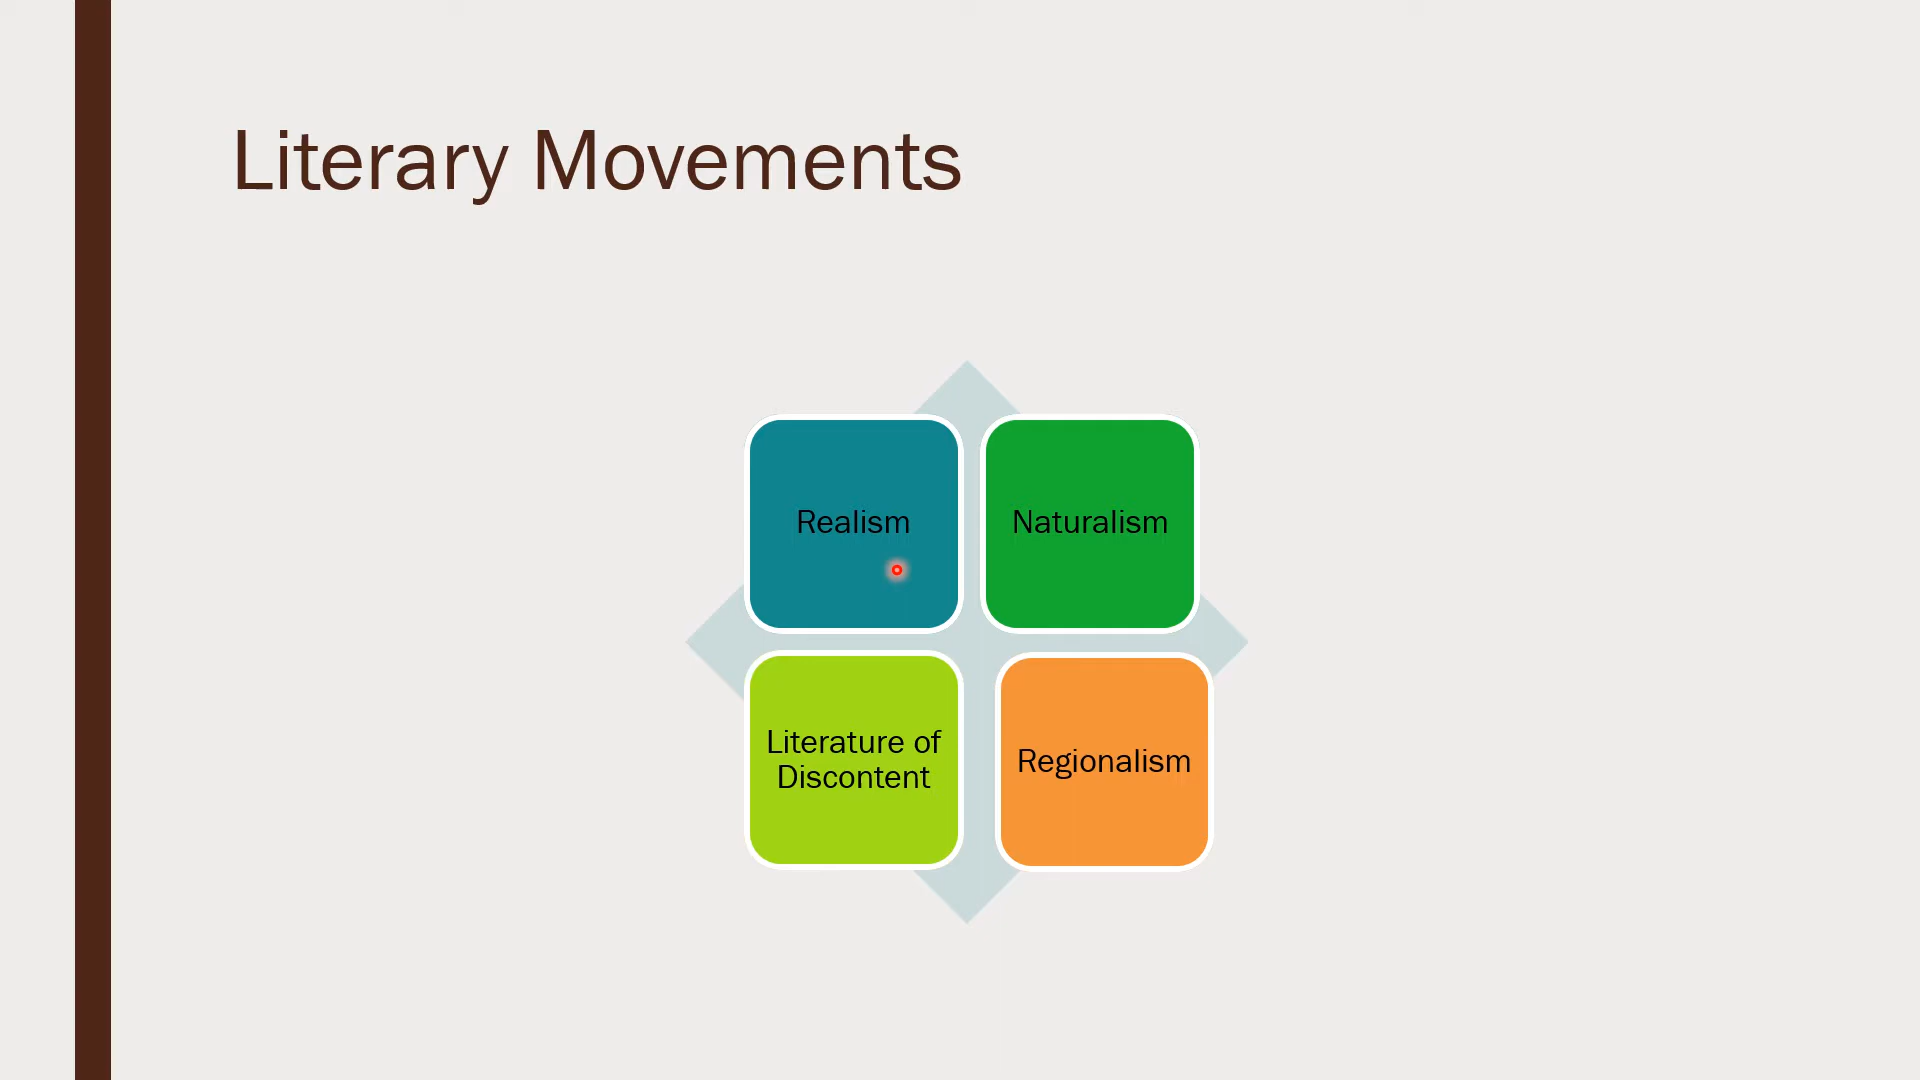 Literary Movements
Realism
Naturalism
Literature of
Discontent
Regionalism